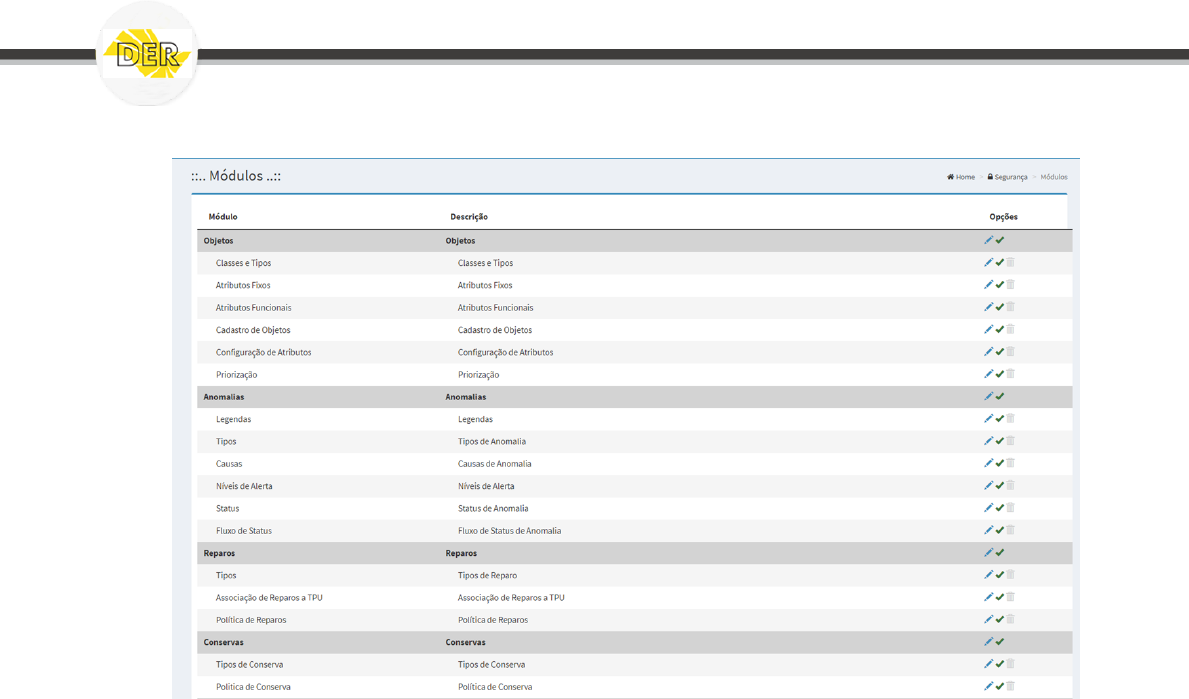 DER
::.. Módulos ..::
Home > Segurança > Módulos
Módulo Descrição Opções
Objetos Objetos
Classes e Tipos Classes e Tipos
Atributos Fixos Atributos Fixos
Atributos Funcionais Atributos Funcionais
Cadastro de Objetos Cadastro de Objetos
Configuração de Atributos Configuração de Atributos
Priorização Priorização
Anomalias Anomalias
Legendas Legendas
Tipos Tipos de Anomalia
Causas Causas de Anomalia
Níveis de Alerta Níveis de Alerta
Status Status de Anomalia
Fluxo de Status Fluxo de Status de Anomalia
Reparos Reparos
Tipos Tipos de Reparo
Associação de Reparos a TPU Associação de Reparos a TPU
Política de Reparos Política de Reparos
Conservas Conservas
Tipos de Conserva Tipos de Conserva
Politica de Conserva Política de Conserva